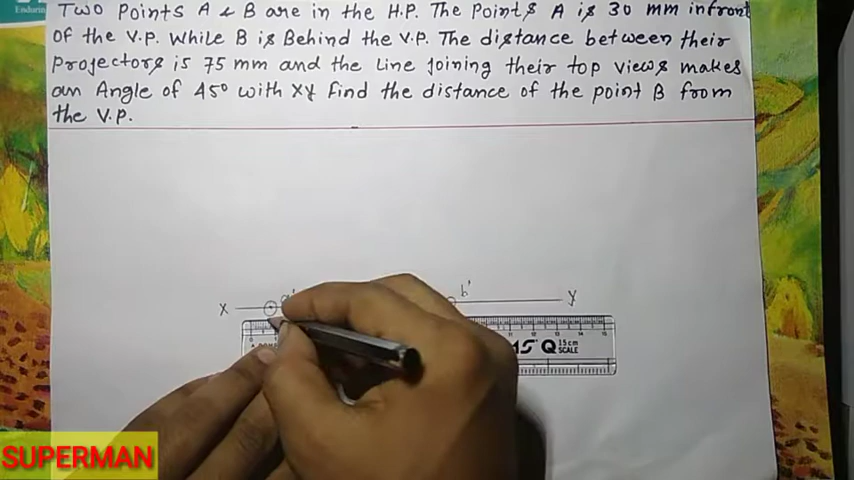 Two Points A & B are in the H.P. The Points A is 30 mm infront
of the V.P. while B is Behind the V.P. The distance between their
Projectors is 75 mm and the Line joining their top views makes
an Angle of 45° with xy Find the distance of the point B from
the V.P.
X a' b' y
Q 15cm
SCALE
SUPERMAN